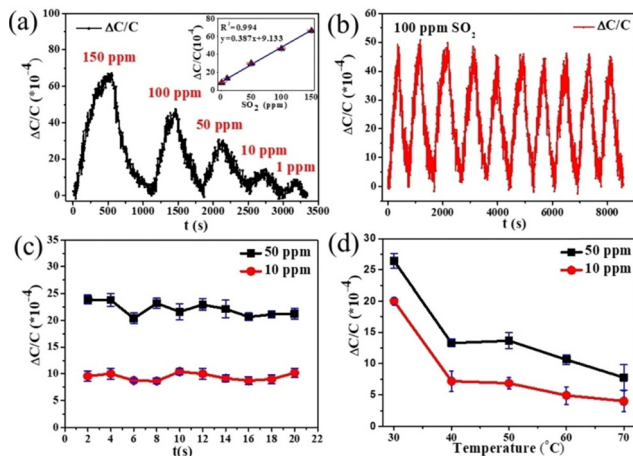 (a)
ΔC/C
R²=0.994
y=0.387x+9.133
ΔC/C(10⁻⁴)
80
60
40
20
0
0 50 100 150
SO₂ (ppm)
150 ppm
100 ppm
50 ppm
10 ppm
1 ppm
ΔC/C (*10⁻⁴)
100
80
60
40
20
0
0 500 1000 1500 2000 2500 3000 3500
t (s)
(b)
100 ppm SO₂
ΔC/C
ΔC/C (*10⁻⁴)
60
50
40
30
20
10
0
0 2000 4000 6000 8000
t (s)
(c)
50 ppm
10 ppm
ΔC/C (*10⁻⁴)
35
30
25
20
15
10
5
0
0 2 4 6 8 10 12 14 16 18 20 22
t(s)
(d)
50 ppm
10 ppm
ΔC/C (*10⁻⁴)
30
25
20
15
10
5
0
30 40 50 60 70
Temperature (°C)